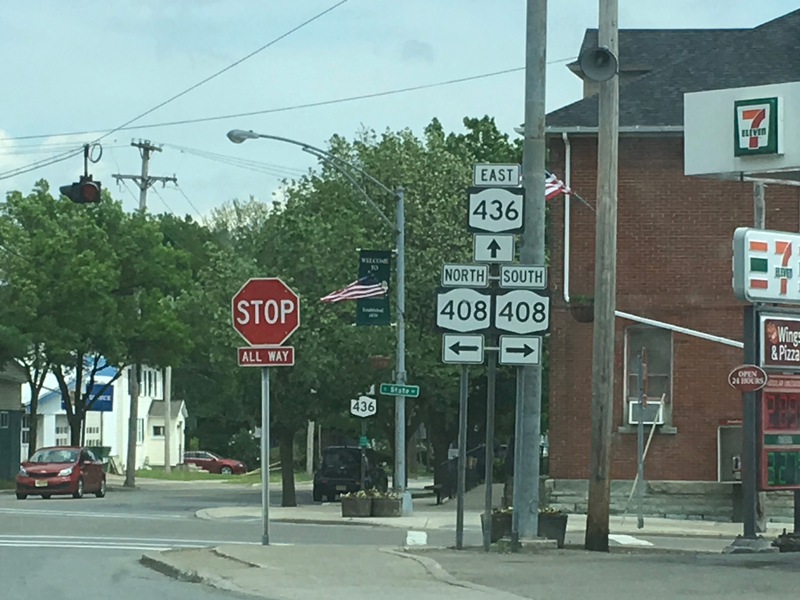 EAST
436
NORTH
SOUTH
408
408
STOP
ALL WAY
WELCOME
TO
State
436
7
ELEVEN
7
ELEVEN
Wings
& Pizza
OPEN
24 HOURS